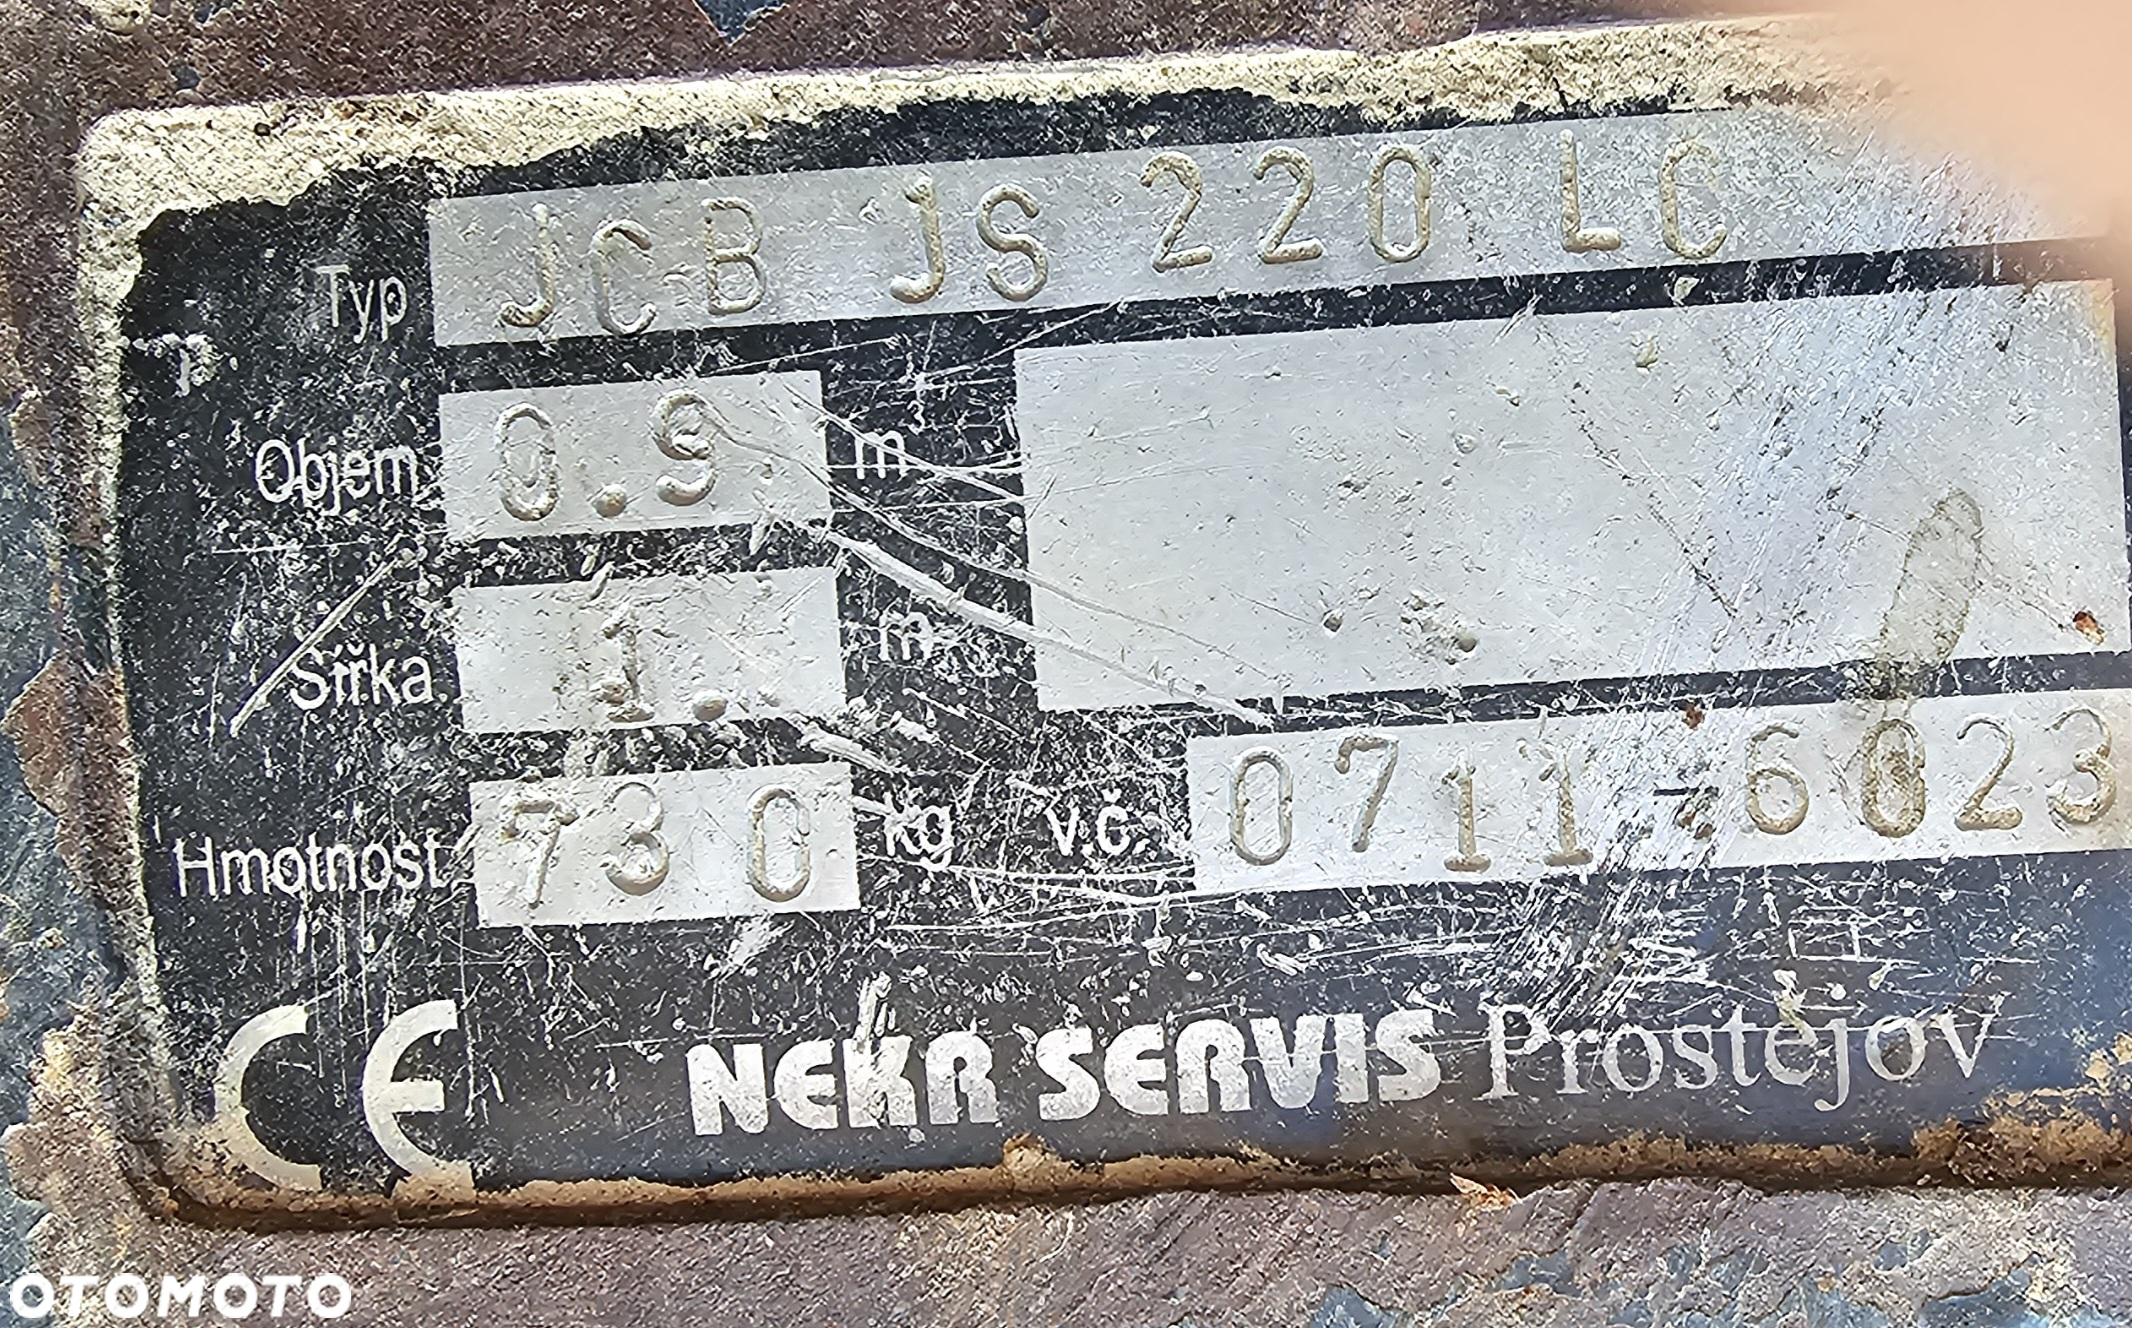 Typ JCB JS 220 LC
Objem 0.9 m³
Šířka 1. m
Hmotnost 730 kg v.č. 0711-6023
CE NEKR SERVIS Prostějov
OTOMOTO